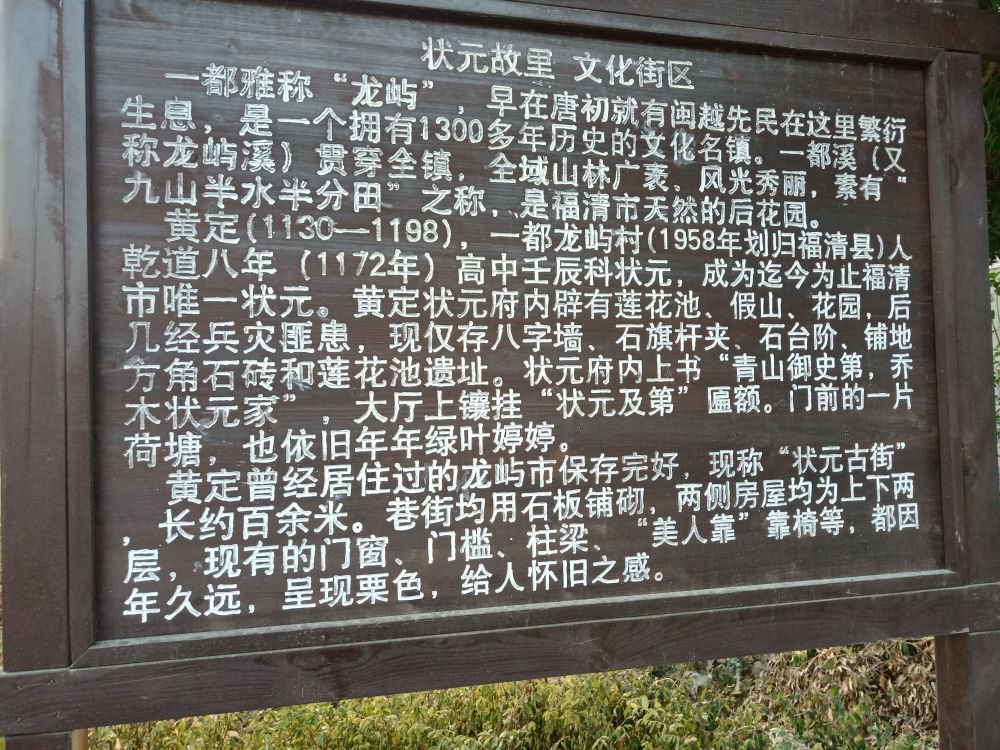 状元故里 文化街区
一都雅称“龙屿”，早在唐初就有闽越先民在这里繁衍
生息，是一个拥有1300多年历史的文化名镇。一都溪（又
称龙屿溪）贯穿全镇，全域山林广袤、风光秀丽，素有“
九山半水半分田”之称，是福清市天然的后花园。
黄定(1130—1198)，一都龙屿村(1958年划归福清县)人
乾道八年（1172年）高中壬辰科状元，成为迄今为止福清
市唯一状元。黄定状元府内辟有莲花池、假山、花园，后
几经兵灾匪患，现仅存八字墙、石旗杆夹、石台阶、铺地
方角石砖和莲花池遗址。状元府内上书“青山御史第，乔
木状元家”，大厅上镶挂“状元及第”匾额。门前的一片
荷塘，也依旧年年绿叶婷婷。
黄定曾经居住过的龙屿市保存完好，现称“状元古街”
，长约百余米。巷街均用石板铺砌，两侧房屋均为上下两
层，现有的门窗、门槛、柱梁、“美人靠”靠椅等，都因
年久远，呈现栗色，给人怀旧之感。